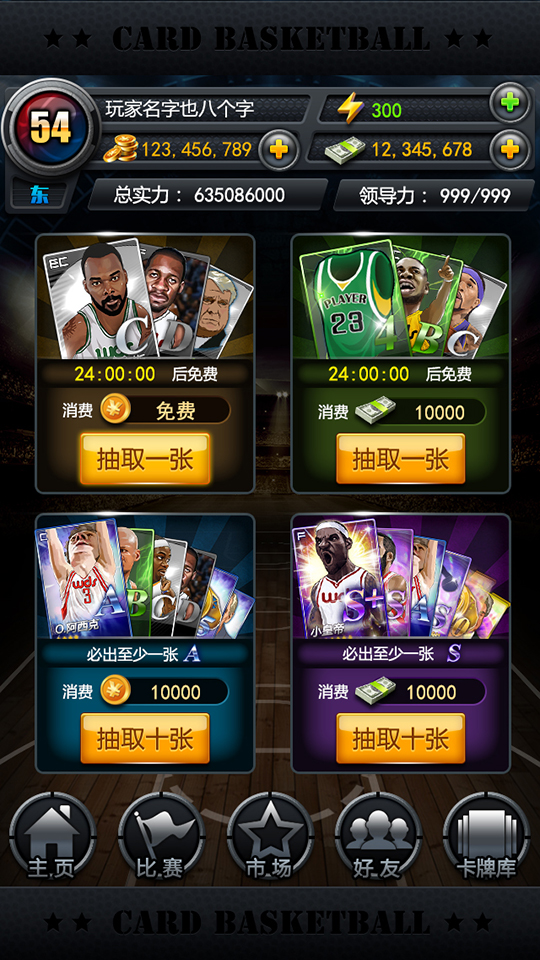 ★★ CARD BASKETBALL ★★
54
玩家名字也八个字
300
123,456,789
12,345,678
东
总实力： 635085000
领导力： 999/999
C D
PLAYER
23
A B C
24:00:00 后免费
24:00:00 后免费
消费 免费
消费 10000
抽取一张
抽取一张
wds
3
O.阿西克
A B C D
F
小皇帝
S+ S A B C
必出至少一张 A
必出至少一张 S
消费 10000
消费 10000
抽取十张
抽取十张
主页
比赛
市场
好友
卡牌库
★★ CARD BASKETBALL ★★